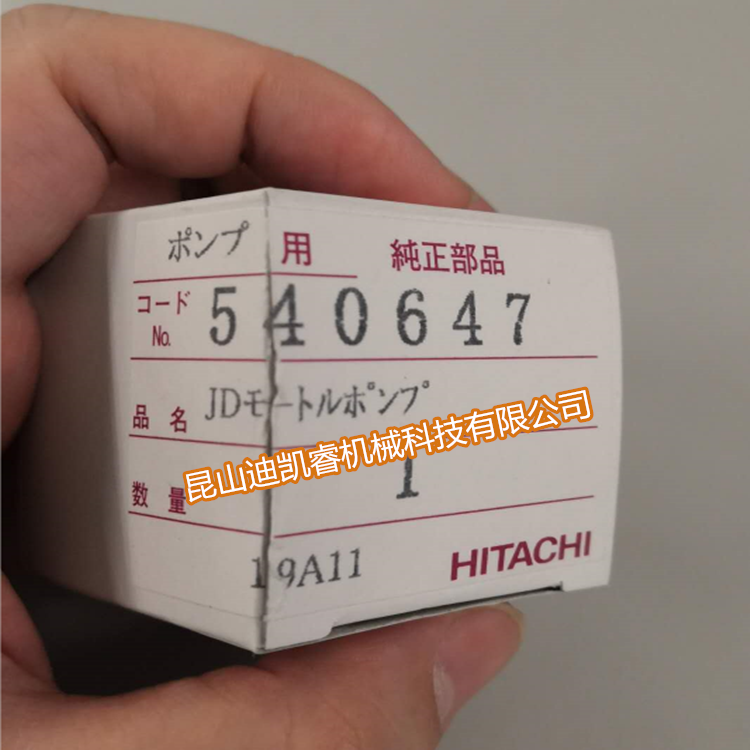 ポンプ 用 純正部品
コード No. 540647
品名 JDモートルポンプ
昆山迪凯睿机械科技有限公司
数量 1
19A11 HITACHI